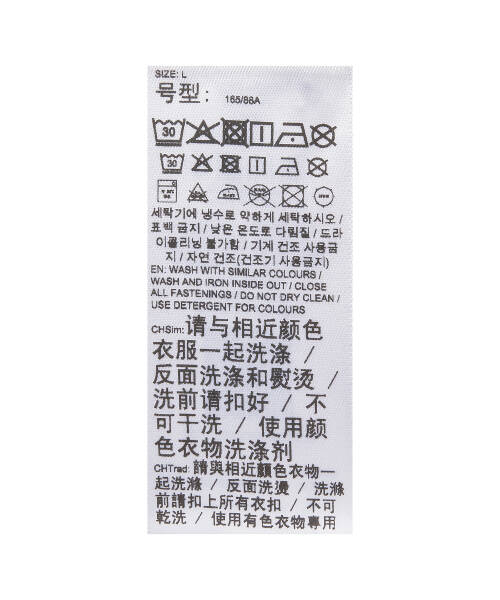 SIZE: L
号型: 165/88A
30
30
세탁기에 냉수로 약하게 세탁하시오 /
표백 금지 / 낮은 온도로 다림질 / 드라
이클리닝 불가함 / 기계 건조 사용금
지 / 자연 건조(건조기 사용금지)
EN: WASH WITH SIMILAR COLOURS /
WASH AND IRON INSIDE OUT / CLOSE
ALL FASTENINGS / DO NOT DRY CLEAN /
USE DETERGENT FOR COLOURS
CHSim: 请与相近颜色
衣服一起洗涤 /
反面洗涤和熨烫 /
洗前请扣好 / 不
可干洗 / 使用颜
色衣物洗涤剂
CHTrad: 請與相近顏色衣物一
起洗滌 / 反面洗燙 / 洗滌
前請扣上所有衣扣 / 不可
乾洗 / 使用有色衣物專用